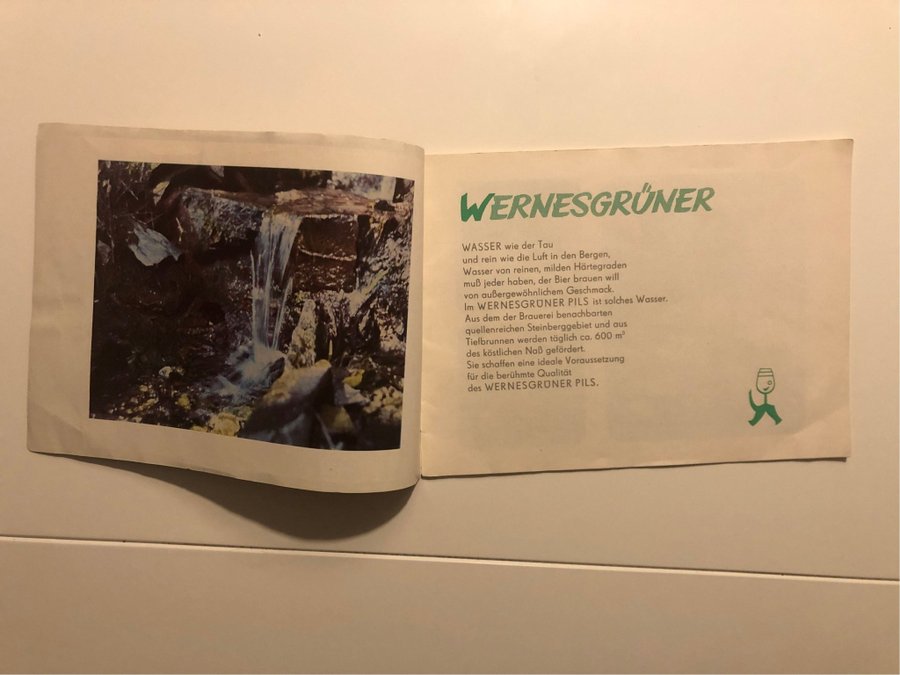 WERNESGRÜNER
WASSER wie der Tau
und rein wie die Luft in den Bergen,
Wasser von reinen, milden Härtegraden
muß jeder haben, der Bier brauen will
von außergewöhnlichem Geschmack.
Im WERNESGRÜNER PILS ist solches Wasser.
Aus dem der Brauerei benachbarten
quellenreichen Steinberggebiet und aus
Tiefbrunnen werden täglich ca. 600 m³
des köstlichen Naß gefördert.
Sie schaffen eine ideale Voraussetzung
für die berühmte Qualität
des WERNESGRÜNER PILS.